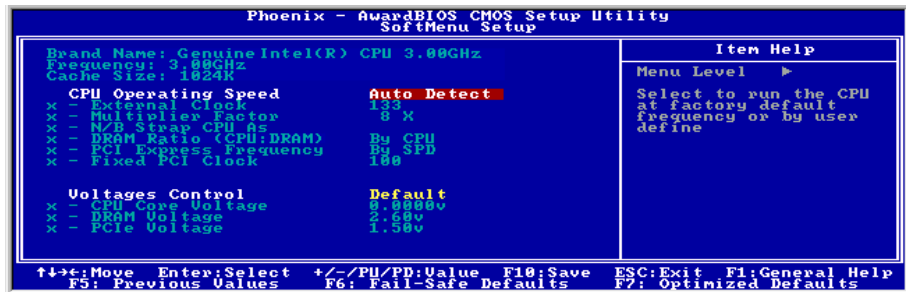 Phoenix - AwardBIOS CMOS Setup Utility
SoftMenu Setup
Brand Name: Genuine Intel(R) CPU 3.00GHz
Frequency: 3.00GHz
Cache Size: 1024K
CPU Operating Speed Auto Detect
x - External Clock 133
x - Multiplier Factor 8 X
x - N/B Strap CPU As
x - DRAM Ratio (CPU:DRAM) By CPU
x - PCI Express Frequency By SPD
x - Fixed PCI Clock 100
Voltages Control Default
x - CPU Core Voltage 0.0000v
x - DRAM Voltage 2.60v
x - PCIe Voltage 1.50v
Item Help
Menu Level ►
Select to run the CPU
at factory default
frequency or by user
define
↑↓→←:Move Enter:Select +/-/PU/PD:Value F10:Save ESC:Exit F1:General Help
F5: Previous Values F6: Fail-Safe Defaults F7: Optimized Defaults